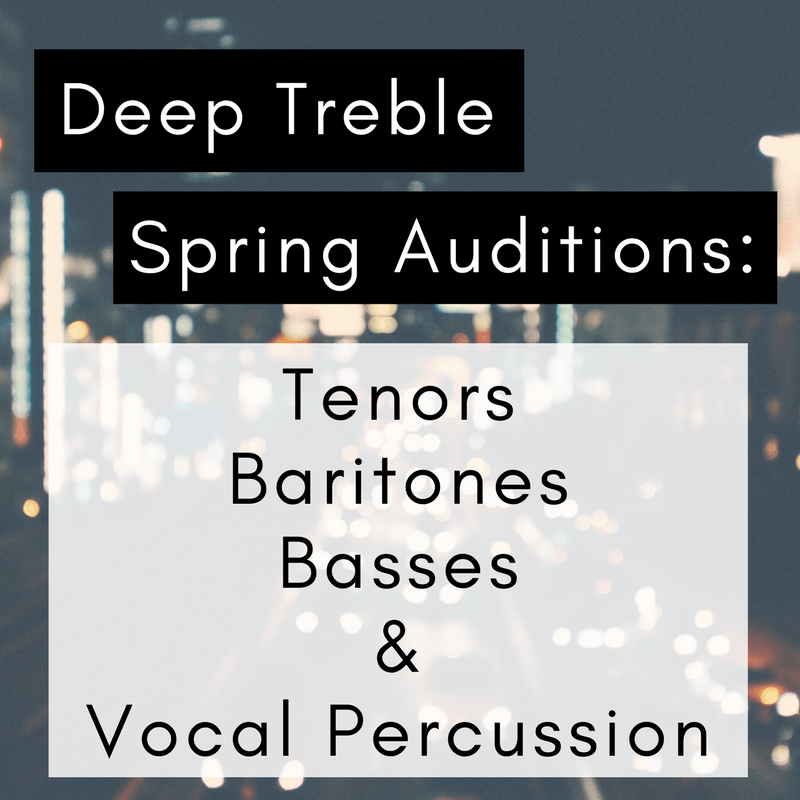 Deep Treble
Spring Auditions:
Tenors
Baritones
Basses
&
Vocal Percussion